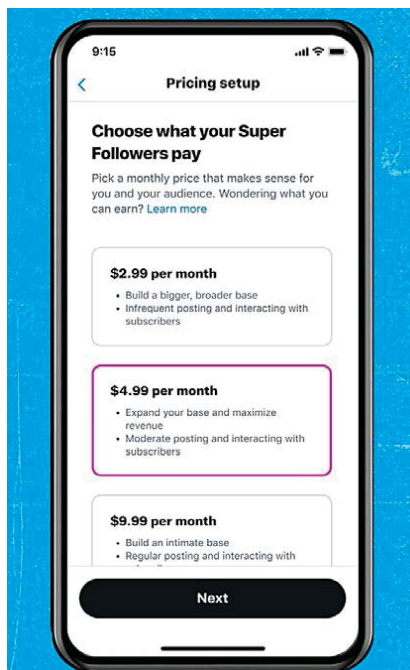 9:15
Pricing setup
Choose what your Super
Followers pay
Pick a monthly price that makes sense for
you and your audience. Wondering what you
can earn? Learn more
$2.99 per month
• Build a bigger, broader base
• Infrequent posting and interacting with
subscribers
$4.99 per month
• Expand your base and maximize
revenue
• Moderate posting and interacting with
subscribers
$9.99 per month
• Build an intimate base
• Regular posting and interacting with
Next